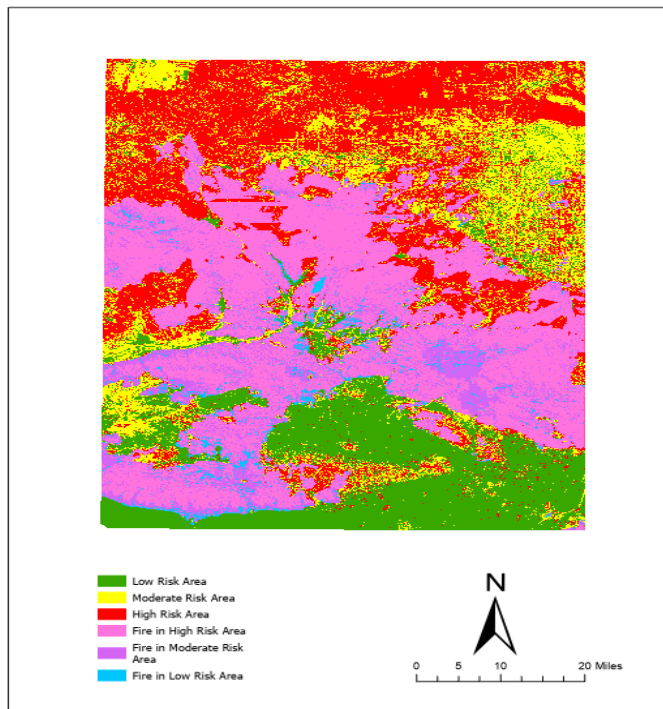 Low Risk Area
Moderate Risk Area
High Risk Area
Fire in High Risk Area
Fire in Moderate Risk
Area
Fire in Low Risk Area
N
0 5 10 20 Miles